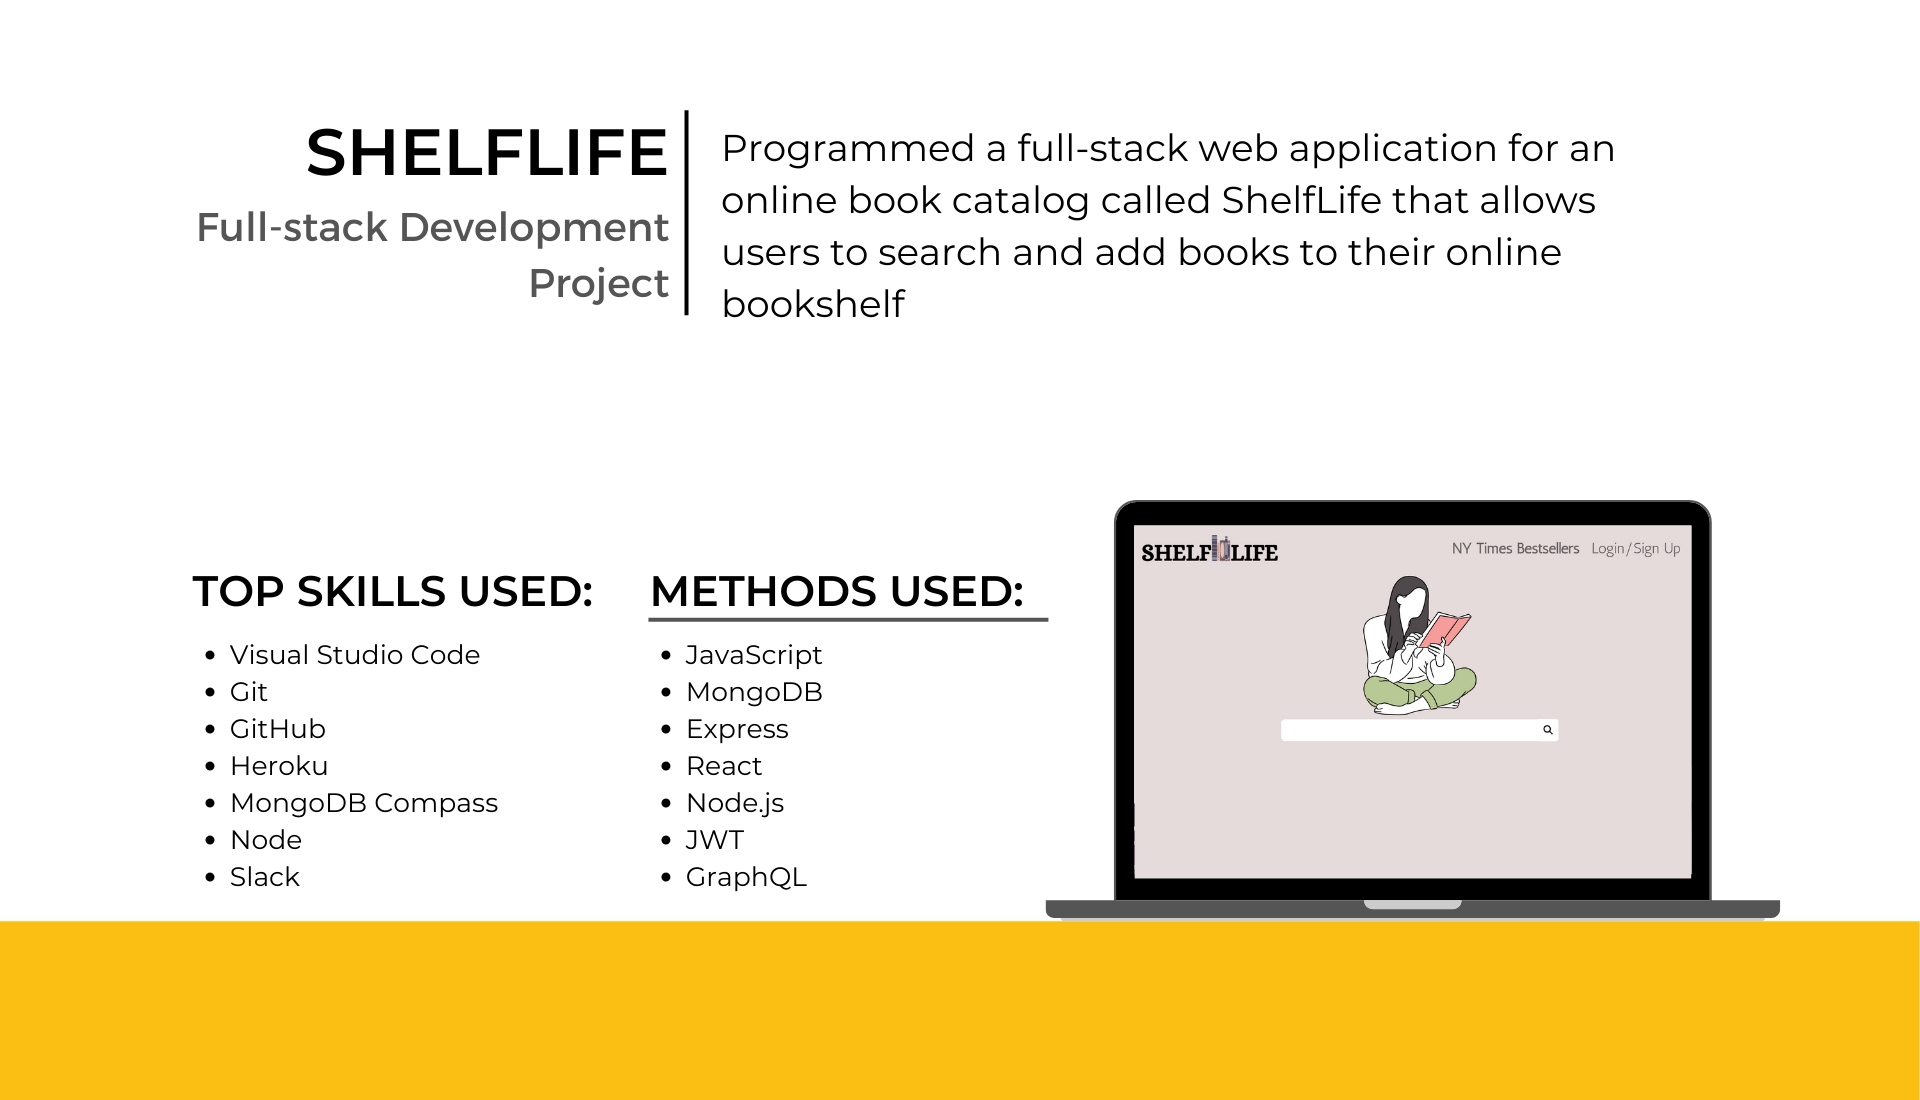 SHELFLIFE
Full-stack Development
Project
Programmed a full-stack web application for an
online book catalog called ShelfLife that allows
users to search and add books to their online
bookshelf
TOP SKILLS USED:
• Visual Studio Code
• Git
• GitHub
• Heroku
• MongoDB Compass
• Node
• Slack
METHODS USED:
• JavaScript
• MongoDB
• Express
• React
• Node.js
• JWT
• GraphQL
SHELF LIFE
NY Times Bestsellers Login/Sign Up